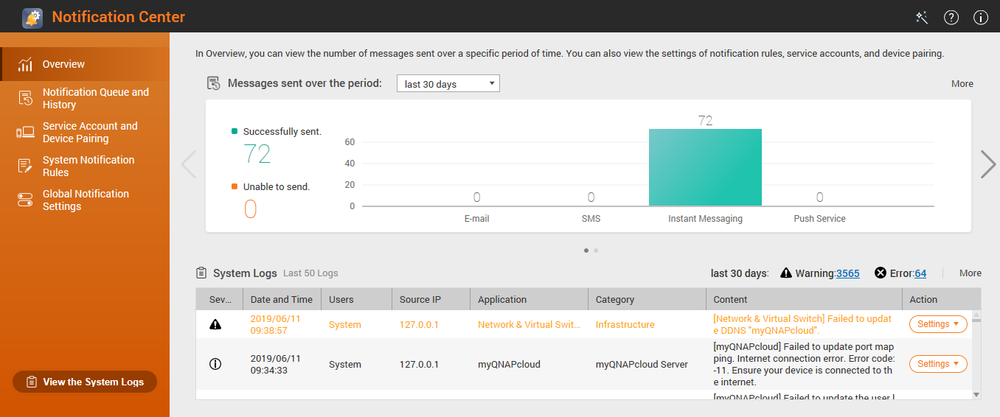 Notification Center
Overview
Notification Queue and
History
Service Account and
Device Pairing
System Notification
Rules
Global Notification
Settings
View the System Logs
In Overview, you can view the number of messages sent over a specific period of time. You can also view the settings of notification rules, service accounts, and device pairing.
Messages sent over the period: last 30 days More
Successfully sent.
72
Unable to send.
0
60
40
20
0
0 0 72 0
E-mail SMS Instant Messaging Push Service
System Logs Last 50 Logs last 30 days: Warning:3565 Error:64 More
Sev... Date and Time Users Source IP Application Category Content Action
2019/06/11
09:38:57
System 127.0.0.1 Network & Virtual Swit... Infrastructure
[Network & Virtual Switch] Failed to updat
e DDNS "myQNAPcloud".
Settings
2019/06/11
09:34:33
System 127.0.0.1 myQNAPcloud myQNAPcloud Server
[myQNAPcloud] Failed to update port map
ping. Internet connection error. Error code:
-11. Ensure your device is connected to th
e internet.
Settings
[myQNAPcloud] Failed to update the user l